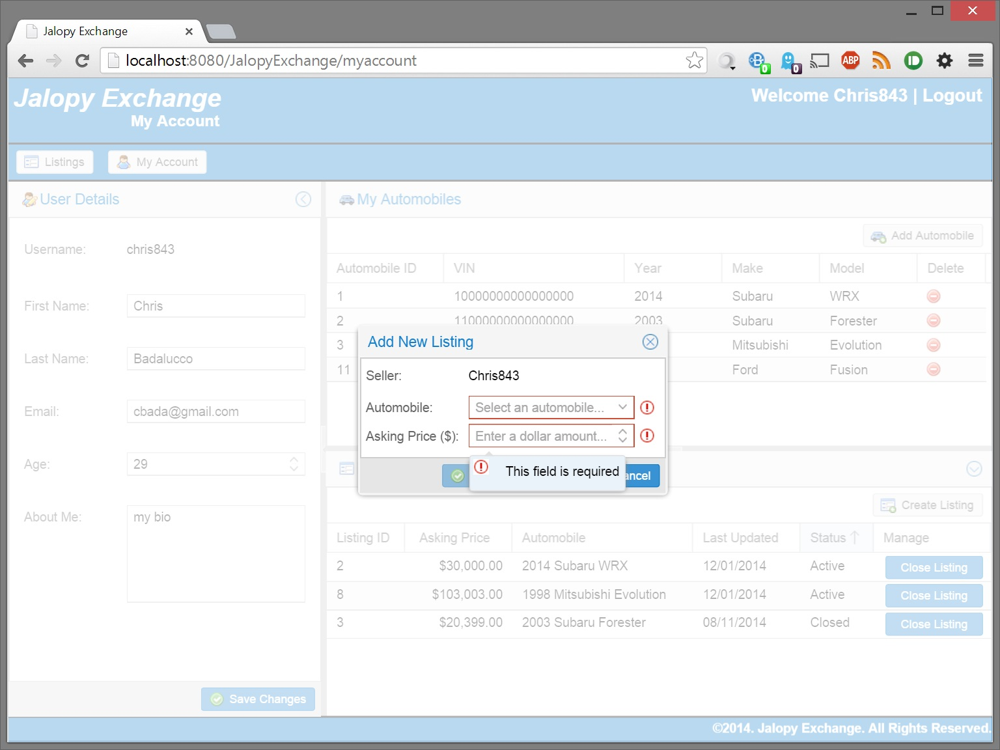 Jalopy Exchange
localhost:8080/JalopyExchange/myaccount
0
0
ABP
Jalopy Exchange
My Account
Welcome Chris843 | Logout
Listings
My Account
User Details
Username: chris843
First Name: Chris
Last Name: Badalucco
Email: cbada@gmail.com
Age: 29
About Me: my bio
Save Changes
My Automobiles
Add Automobile
Automobile ID VIN Year Make Model Delete
1 10000000000000000 2014 Subaru WRX
2 11000000000000000 2003 Subaru Forester
3 Mitsubishi Evolution
11 Ford Fusion
Add New Listing
Seller: Chris843
Automobile: Select an automobile...
Asking Price ($): Enter a dollar amount...
This field is required
ancel
Create Listing
Listing ID Asking Price Automobile Last Updated Status Manage
2 $30,000.00 2014 Subaru WRX 12/01/2014 Active Close Listing
8 $103,003.00 1998 Mitsubishi Evolution 12/01/2014 Active Close Listing
3 $20,399.00 2003 Subaru Forester 08/11/2014 Closed Close Listing
©2014. Jalopy Exchange. All Rights Reserved.